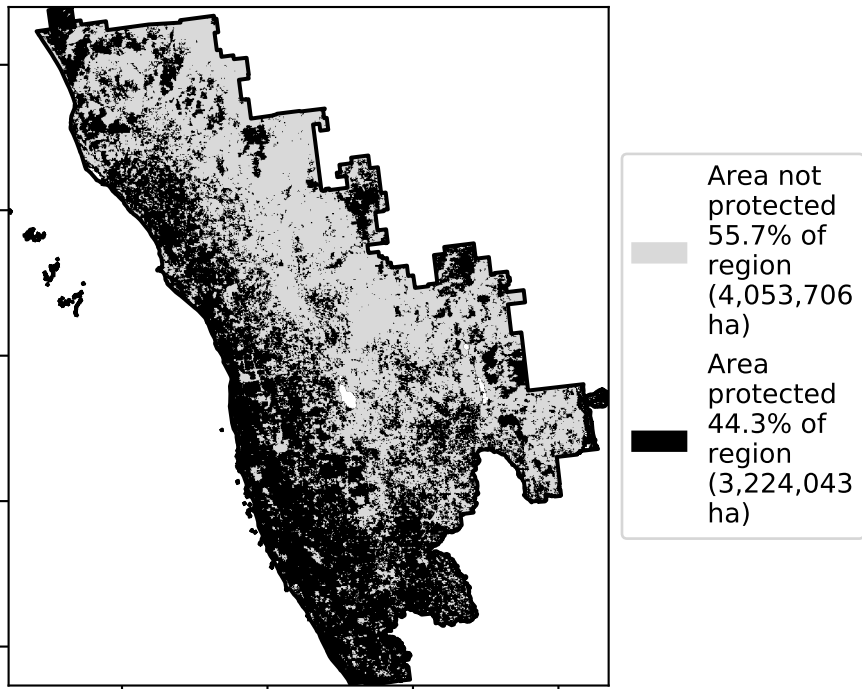 Area not
protected
55.7% of
region
(4,053,706
ha)
Area
protected
44.3% of
region
(3,224,043
ha)